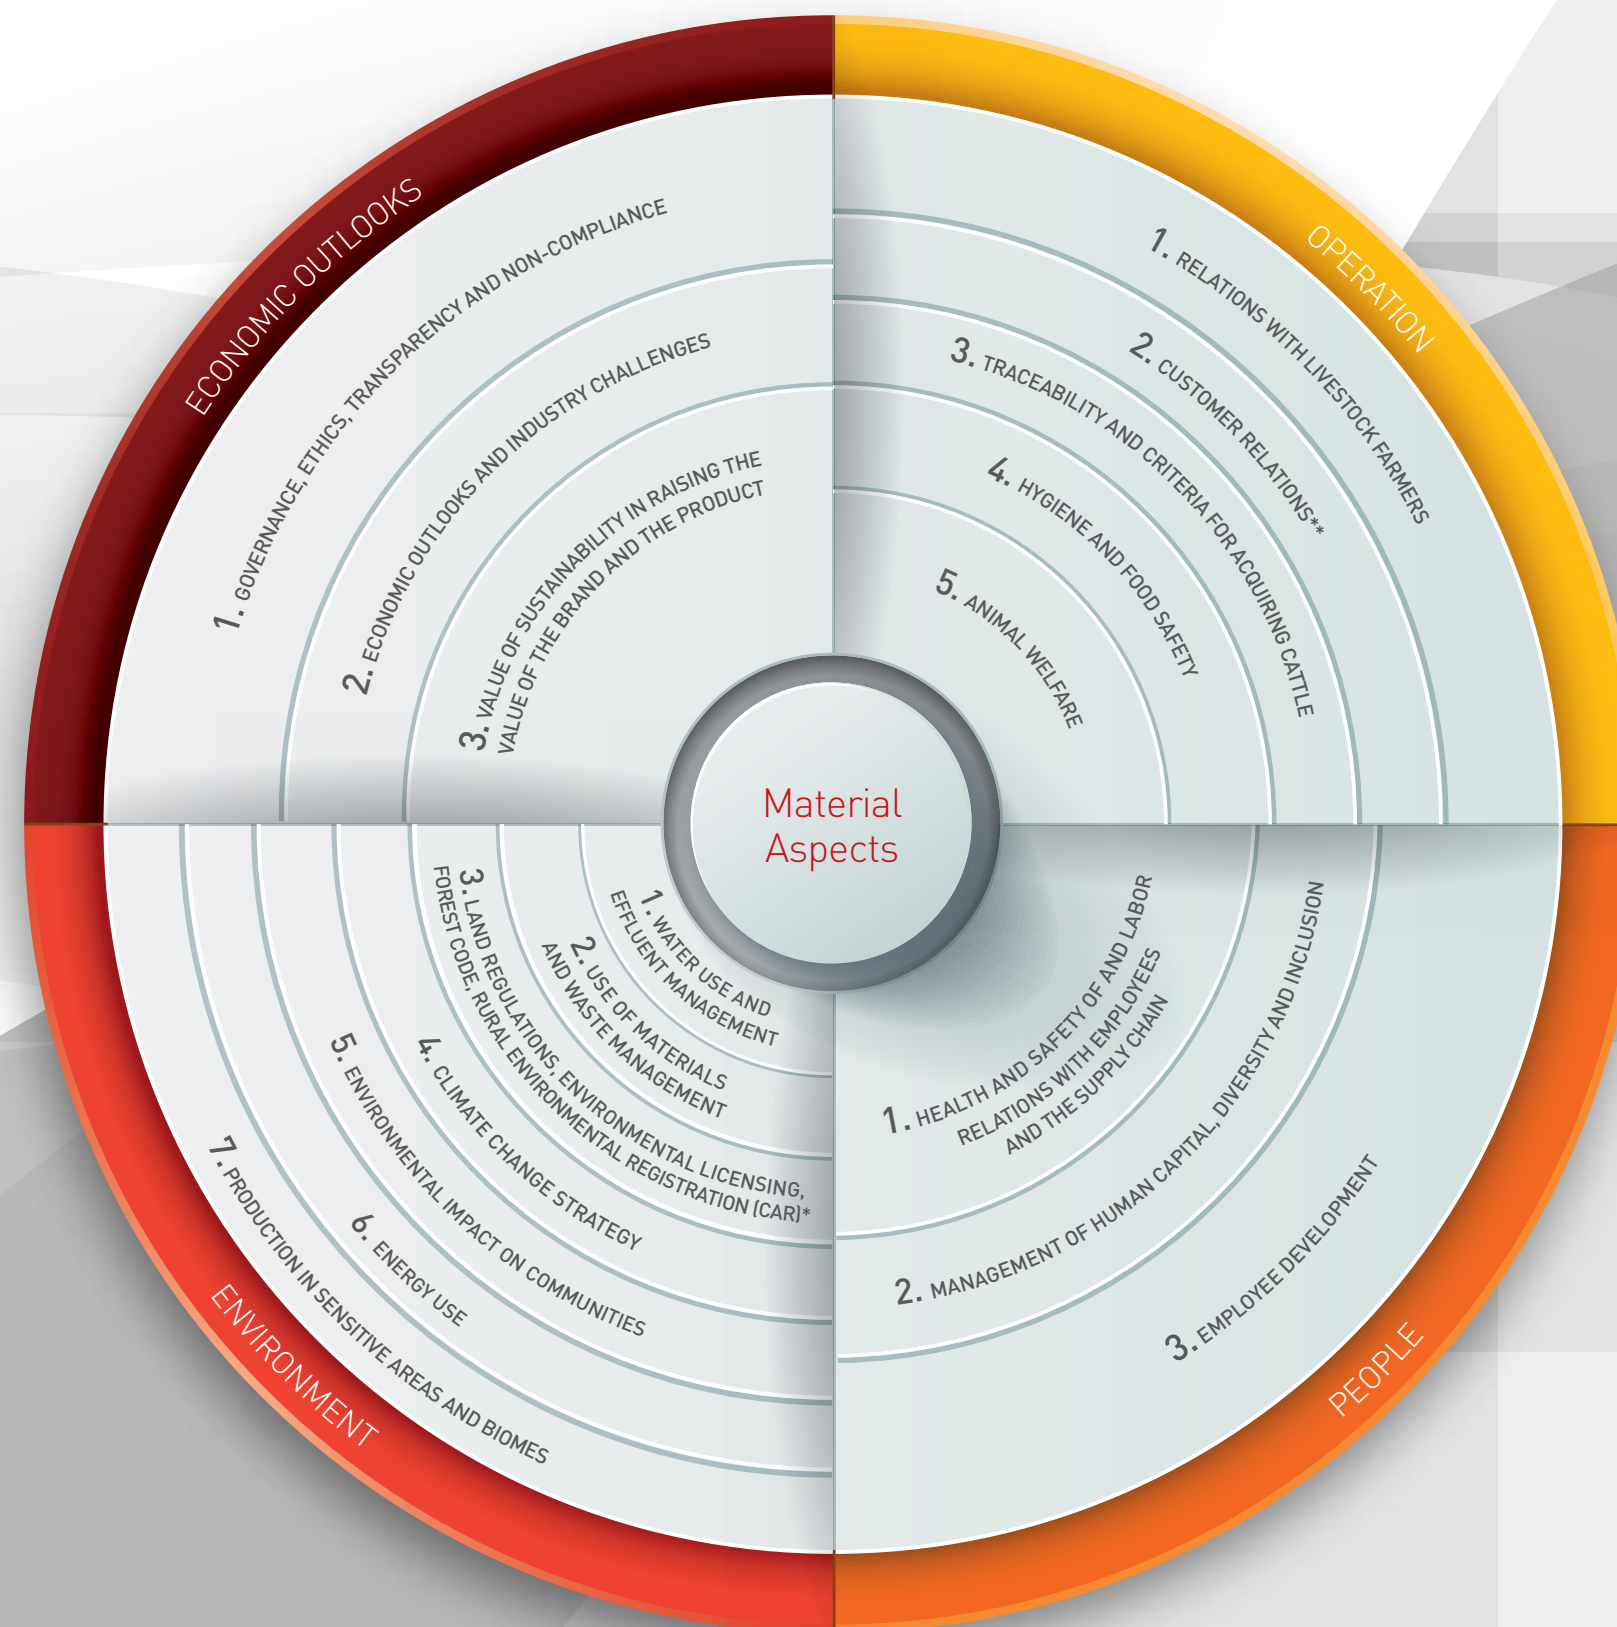 ECONOMIC OUTLOOKS
1. GOVERNANCE, ETHICS, TRANSPARENCY AND NON-COMPLIANCE
2. ECONOMIC OUTLOOKS AND INDUSTRY CHALLENGES
3. VALUE OF SUSTAINABILITY IN RAISING THE
VALUE OF THE BRAND AND THE PRODUCT
OPERATION
1. RELATIONS WITH LIVESTOCK FARMERS
2. CUSTOMER RELATIONS**
3. TRACEABILITY AND CRITERIA FOR ACQUIRING CATTLE
4. HYGIENE AND FOOD SAFETY
5. ANIMAL WELFARE
Material
Aspects
1. WATER USE AND
EFFLUENT MANAGEMENT
2. USE OF MATERIALS
AND WASTE MANAGEMENT
3. LAND REGULATIONS, ENVIRONMENTAL LICENSING,
FOREST CODE, RURAL ENVIRONMENTAL REGISTRATION (CAR)*
4. CLIMATE CHANGE STRATEGY
5. ENVIRONMENTAL IMPACT ON COMMUNITIES
6. ENERGY USE
7. PRODUCTION IN SENSITIVE AREAS AND BIOMES
ENVIRONMENT
1. HEALTH AND SAFETY OF AND LABOR
RELATIONS WITH EMPLOYEES
AND THE SUPPLY CHAIN
2. MANAGEMENT OF HUMAN CAPITAL, DIVERSITY AND INCLUSION
3. EMPLOYEE DEVELOPMENT
PEOPLE